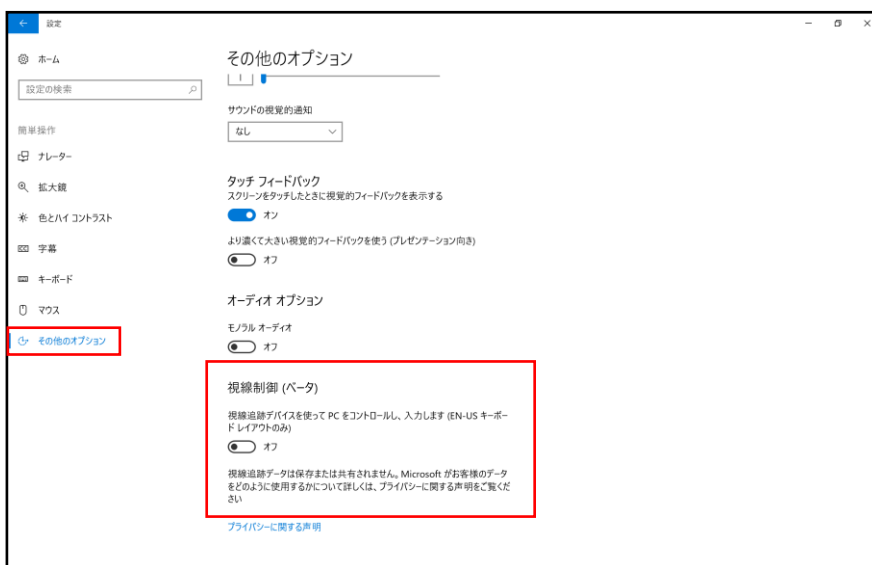 設定
ホーム
設定の検索
簡単操作
ナレーター
拡大鏡
色とハイ コントラスト
字幕
キーボード
マウス
その他のオプション
その他のオプション
サウンドの視覚的通知
なし
タッチ フィードバック
スクリーンをタッチしたときに視覚的フィードバックを表示する
オン
より濃くて大きい視覚的フィードバックを使う (プレゼンテーション向き)
オフ
オーディオ オプション
モノラル オーディオ
オフ
視線制御 (ベータ)
視線追跡デバイスを使って PC をコントロールし、入力します (EN-US キーボー
ド レイアウトのみ)
オフ
視線追跡データは保存または共有されません。Microsoft がお客様のデータ
をどのように使用するかについて詳しくは、プライバシーに関する声明をご覧くだ
さい
プライバシーに関する声明